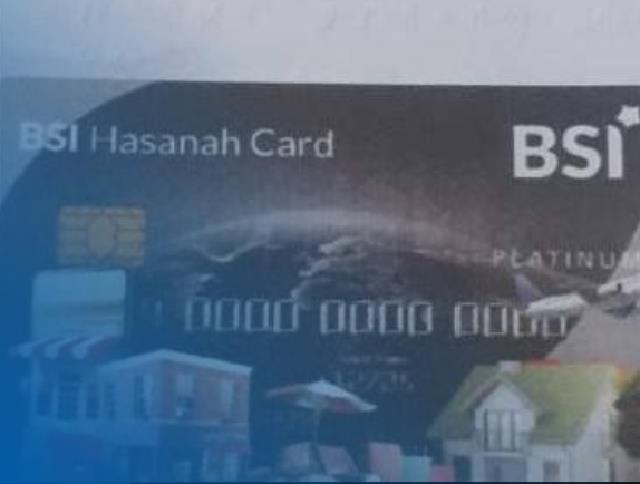 BSI Hasanah Card
BSI
PLATINUM
0000 0000 0000